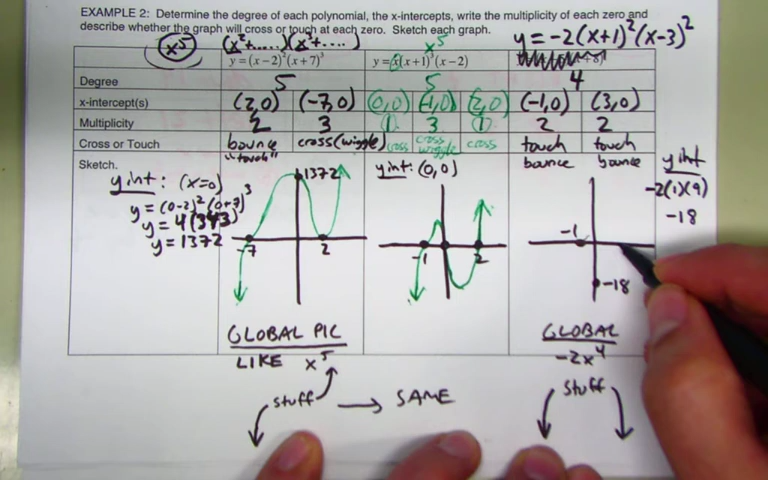 EXAMPLE 2: Determine the degree of each polynomial, the x-intercepts, write the multiplicity of each zero and
describe whether the graph will cross or touch at each zero. Sketch each graph.
x⁵ (x²+.....)(x³+....) x⁵ y = -2(x+1)²(x-3)²
y = (x-2)²(x+7)³ y = x(x+1)³(x-2)
Degree 5 5 4
x-intercept(s) (2,0) (-7,0) (0,0) (-1,0) (2,0) (-1,0) (3,0)
Multiplicity 2 3 1 3 1 2 2
Cross or Touch bounce "touch" cross (wiggle) cross cross wiggle cross touch bounce touch bounce
Sketch.
y int: (x=0)
y = (0-2)²(0+7)³
y = 4(343)
y = 1372
1372
-7 2
y int: (0,0)
-1 2
y int
-2(1)(9)
-18
-1
-18
GLOBAL PIC
LIKE x⁵
stuff → SAME
GLOBAL
-2x⁴
stuff